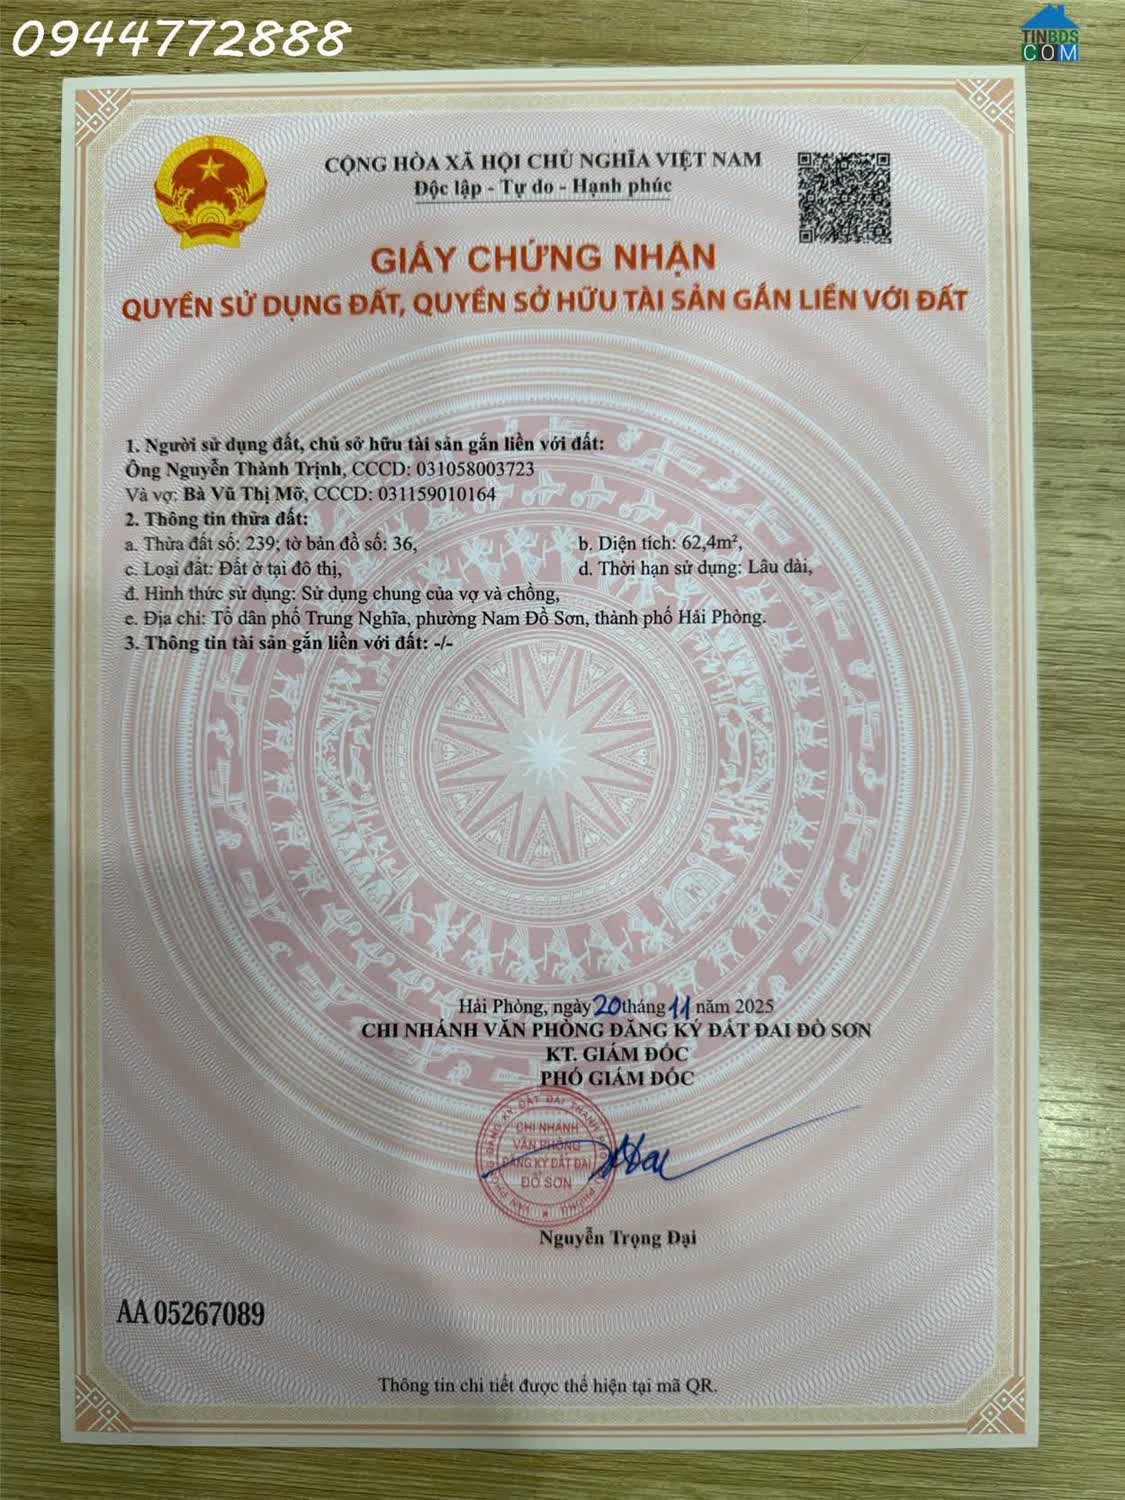 0944772888
TINBDS
COM
CỘNG HÒA XÃ HỘI CHỦ NGHĨA VIỆT NAM
Độc lập - Tự do - Hạnh phúc
GIẤY CHỨNG NHẬN
QUYỀN SỬ DỤNG ĐẤT, QUYỀN SỞ HỮU TÀI SẢN GẮN LIỀN VỚI ĐẤT
1. Người sử dụng đất, chủ sở hữu tài sản gắn liền với đất:
Ông Nguyễn Thành Trịnh, CCCD: 031058003723
Và vợ: Bà Vũ Thị Mỡ, CCCD: 031159010164
2. Thông tin thửa đất:
a. Thửa đất số: 239; tờ bản đồ số: 36, b. Diện tích: 62,4m²,
c. Loại đất: Đất ở tại đô thị, d. Thời hạn sử dụng: Lâu dài,
đ. Hình thức sử dụng: Sử dụng chung của vợ và chồng,
e. Địa chỉ: Tổ dân phố Trung Nghĩa, phường Nam Đồ Sơn, thành phố Hải Phòng.
3. Thông tin tài sản gắn liền với đất: -/-
Hải Phòng, ngày 20 tháng 11 năm 2025
CHI NHÁNH VĂN PHÒNG ĐĂNG KÝ ĐẤT ĐAI ĐỒ SƠN
KT. GIÁM ĐỐC
PHÓ GIÁM ĐỐC
CHI NHÁNH
VĂN PHÒNG
ĐĂNG KÝ ĐẤT ĐAI
ĐỒ SƠN
Nguyễn Trọng Đại
AA 05267089
Thông tin chi tiết được thể hiện tại mã QR.